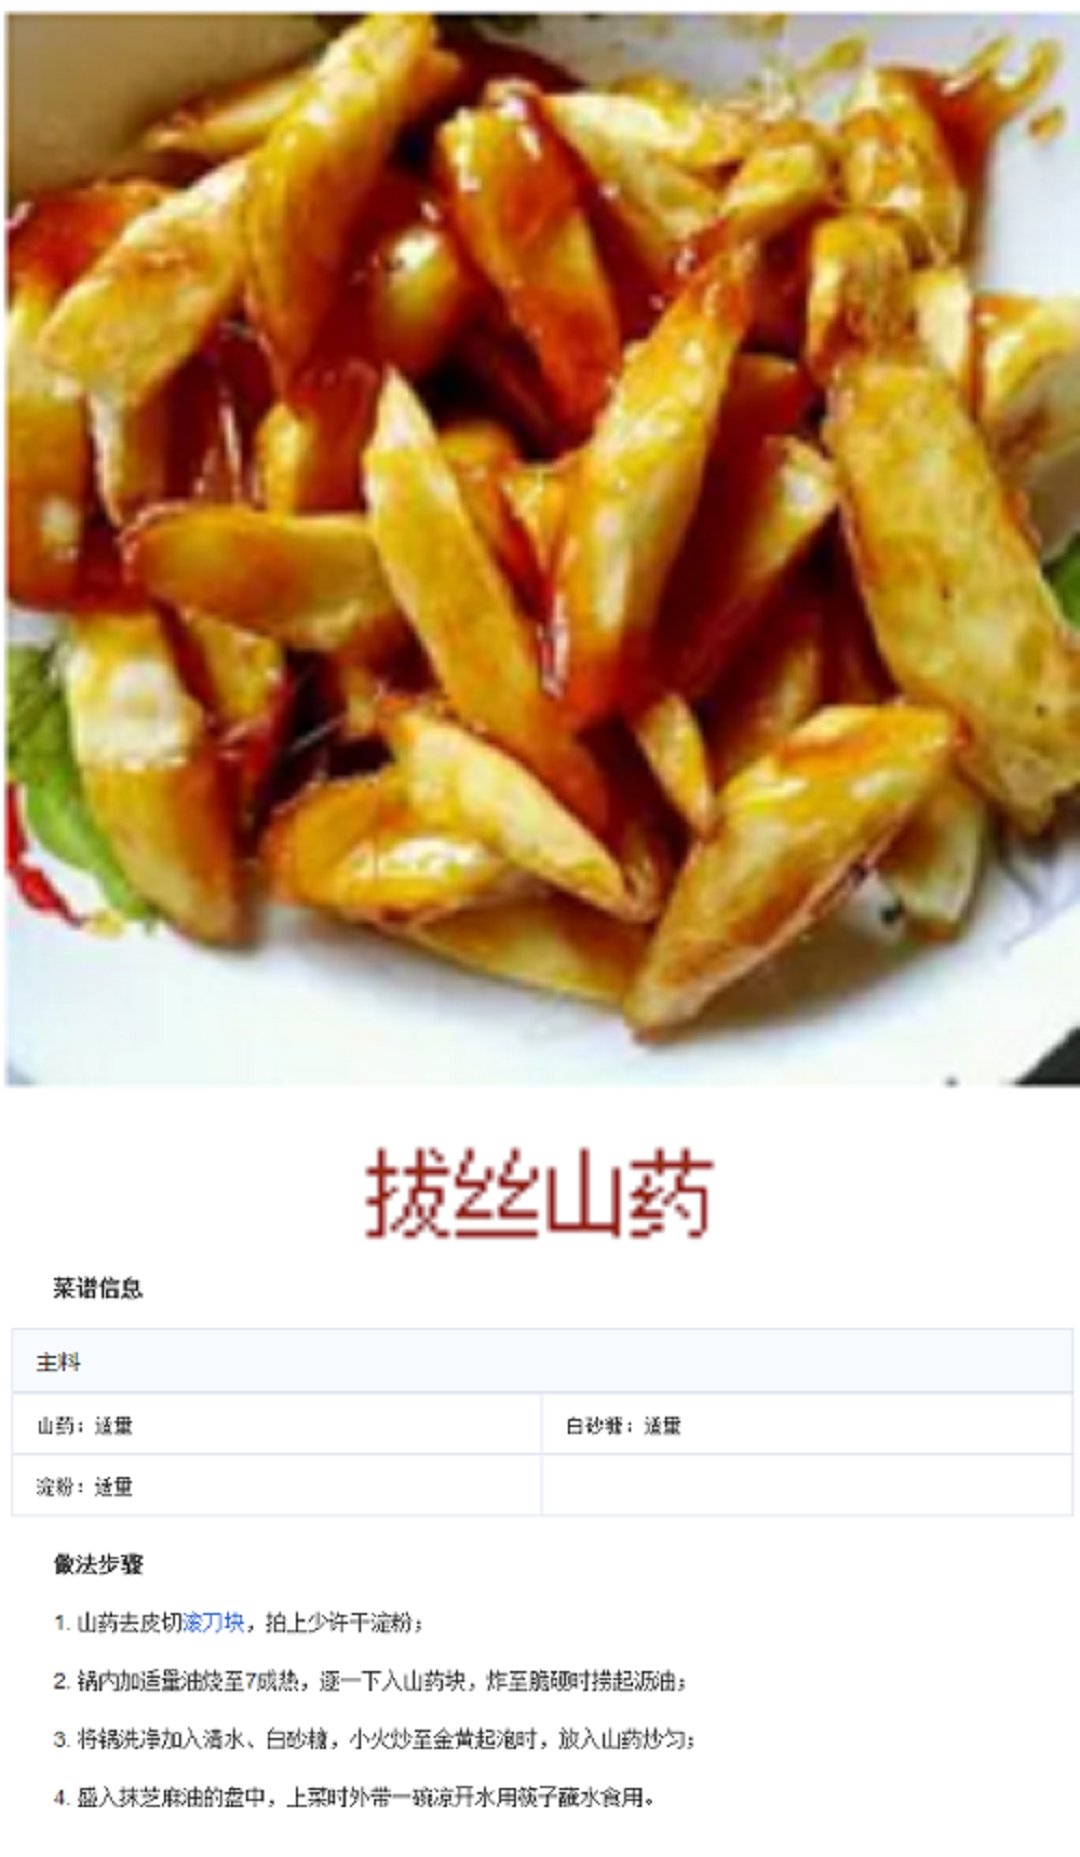 拔丝山药
菜谱信息
主料
山药：适量
白砂糖：适量
淀粉：适量
做法步骤
1. 山药去皮切滚刀块，拍上少许干淀粉；
2. 锅内加适量油烧至7成热，逐一下入山药块，炸至脆硬时捞起沥油；
3. 将锅洗净加入清水、白砂糖，小火炒至金黄起泡时，放入山药炒匀；
4. 盛入抹芝麻油的盘中，上菜时外带一碗凉开水用筷子蘸水食用。